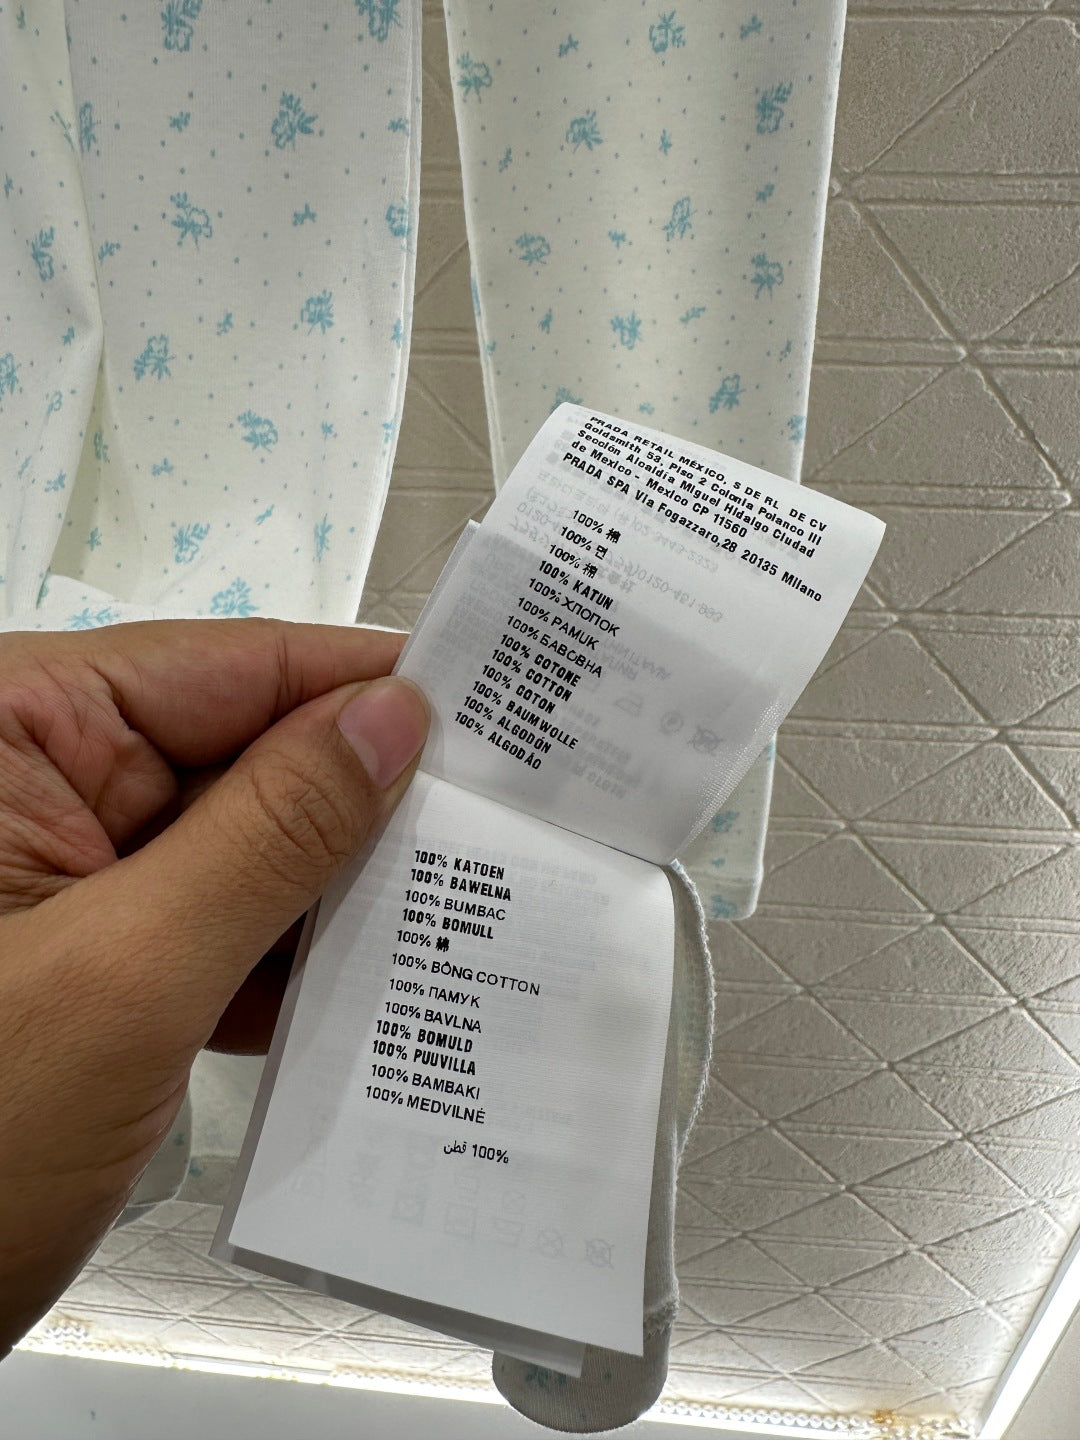 PRADA RETAIL MÉXICO, S DE RL DE CV
Goldsmith 53, Piso 2 Colonia Polanco III
Sección Alcaldía Miguel Hidalgo Ciudad
de Mexico - Mexico CP 11560
PRADA SPA Via Fogazzaro,28 20135 Milano
100% 棉
100% 면
100% 棉
100% KATUN
100% ХЛОПОК
100% PAMUK
100% БАВОВНА
100% COTONE
100% COTTON
100% COTON
100% BAUMWOLLE
100% ALGODÓN
100% ALGODÃO
100% KATOEN
100% BAWELNA
100% BUMBAC
100% BOMULL
100% 綿
100% BÔNG COTTON
100% ПАМУК
100% BAVLNA
100% BOMULD
100% PUUVILLA
100% BAMBAKI
100% MEDVILNĖ
100% قطن